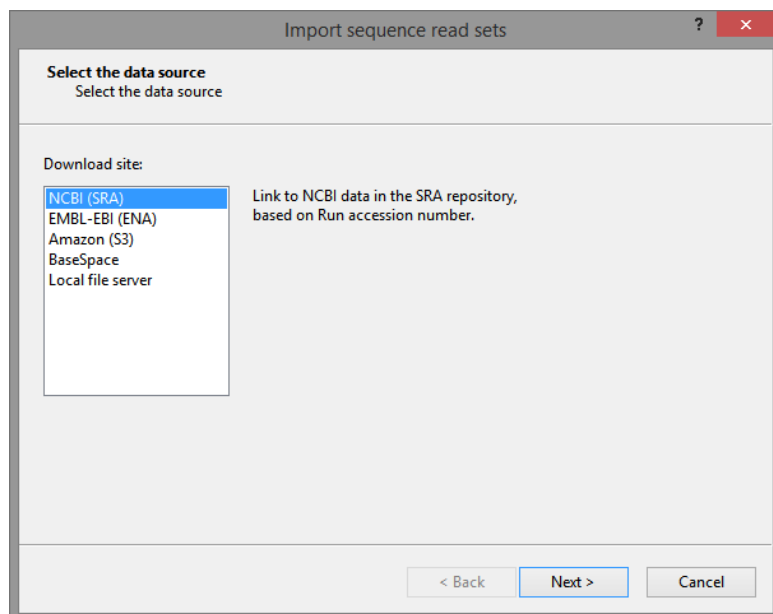 Import sequence read sets
?
Select the data source
Select the data source
Download site:
NCBI (SRA)
EMBL-EBI (ENA)
Amazon (S3)
BaseSpace
Local file server
Link to NCBI data in the SRA repository,
based on Run accession number.
< Back
Next >
Cancel